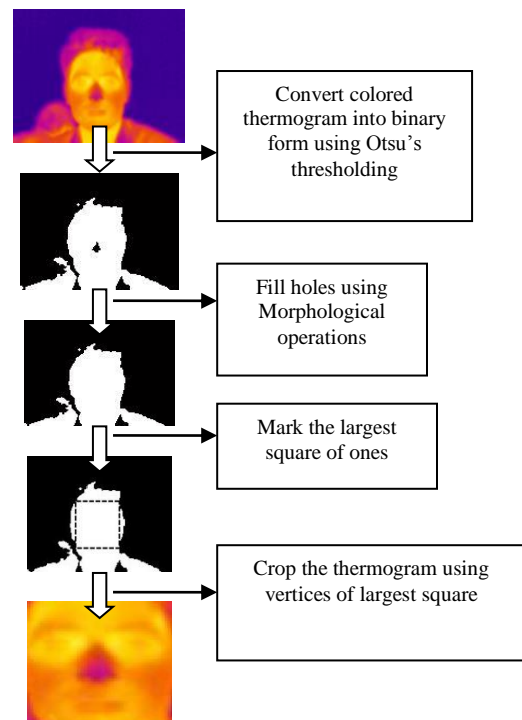 Convert colored
thermogram into binary
form using Otsu’s
thresholding
Fill holes using
Morphological
operations
Mark the largest
square of ones
Crop the thermogram using
vertices of largest square